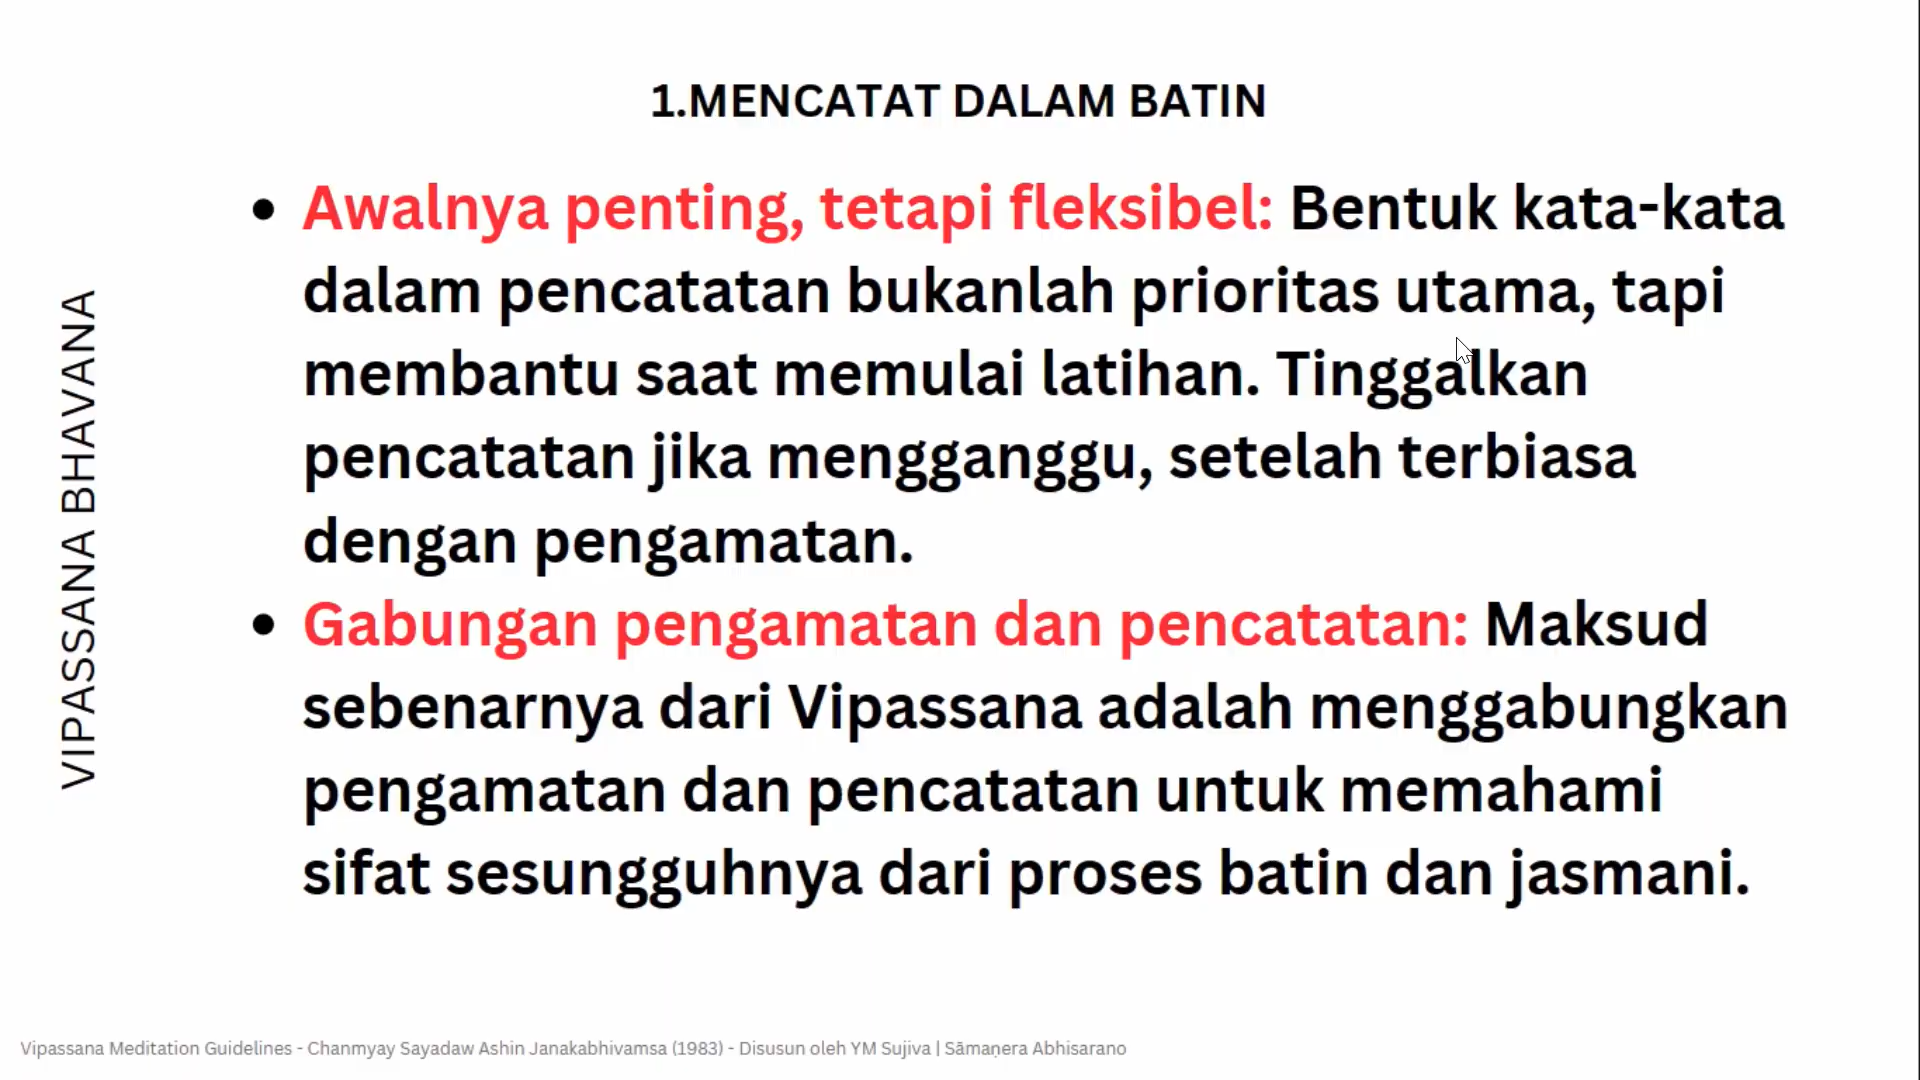 1.MENCATAT DALAM BATIN
VIPASSANA BHAVANA
• Awalnya penting, tetapi fleksibel: Bentuk kata-kata
dalam pencatatan bukanlah prioritas utama, tapi
membantu saat memulai latihan. Tinggalkan
pencatatan jika mengganggu, setelah terbiasa
dengan pengamatan.
• Gabungan pengamatan dan pencatatan: Maksud
sebenarnya dari Vipassana adalah menggabungkan
pengamatan dan pencatatan untuk memahami
sifat sesungguhnya dari proses batin dan jasmani.
Vipassana Meditation Guidelines - Chanmyay Sayadaw Ashin Janakabhivamsa (1983) - Disusun oleh YM Sujiva | Sāmaṇera Abhisarano